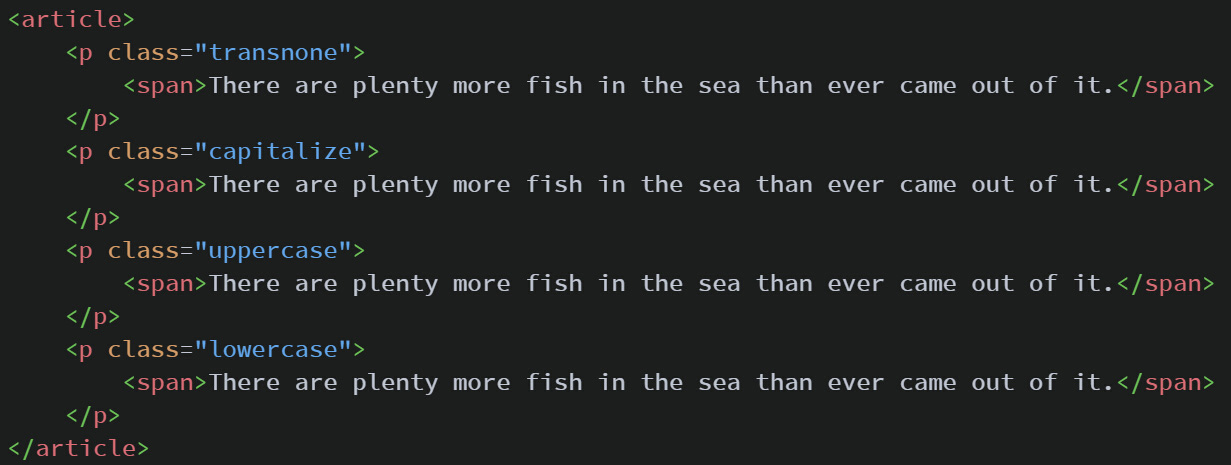 <article>
    <p class="transnone">
        <span>There are plenty more fish in the sea than ever came out of it.</span>
    </p>
    <p class="capitalize">
        <span>There are plenty more fish in the sea than ever came out of it.</span>
    </p>
    <p class="uppercase">
        <span>There are plenty more fish in the sea than ever came out of it.</span>
    </p>
    <p class="lowercase">
        <span>There are plenty more fish in the sea than ever came out of it.</span>
    </p>
</article>